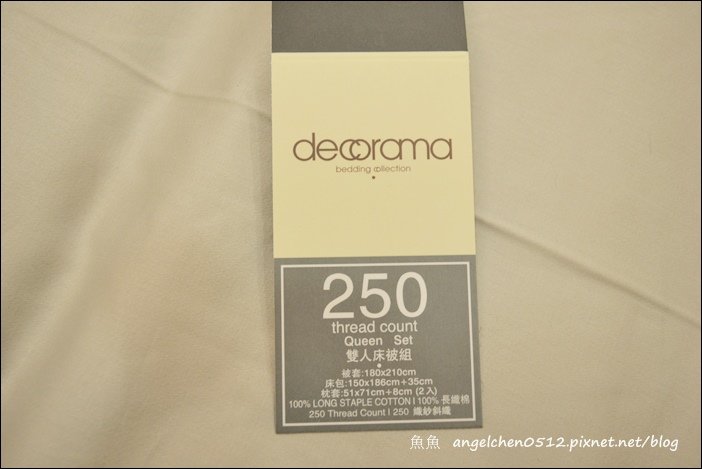 decorama
bedding collection
250
thread count
Queen Set
雙人床被組
被套:180x210cm
床包:150x186cm+35cm
枕套:51x71cm+8cm (2入)
100% LONG STAPLE COTTON I 100% 長纖棉
250 Thread Count I 250 織紗斜織
魚魚 angelchen0512.pixnet.net/blog